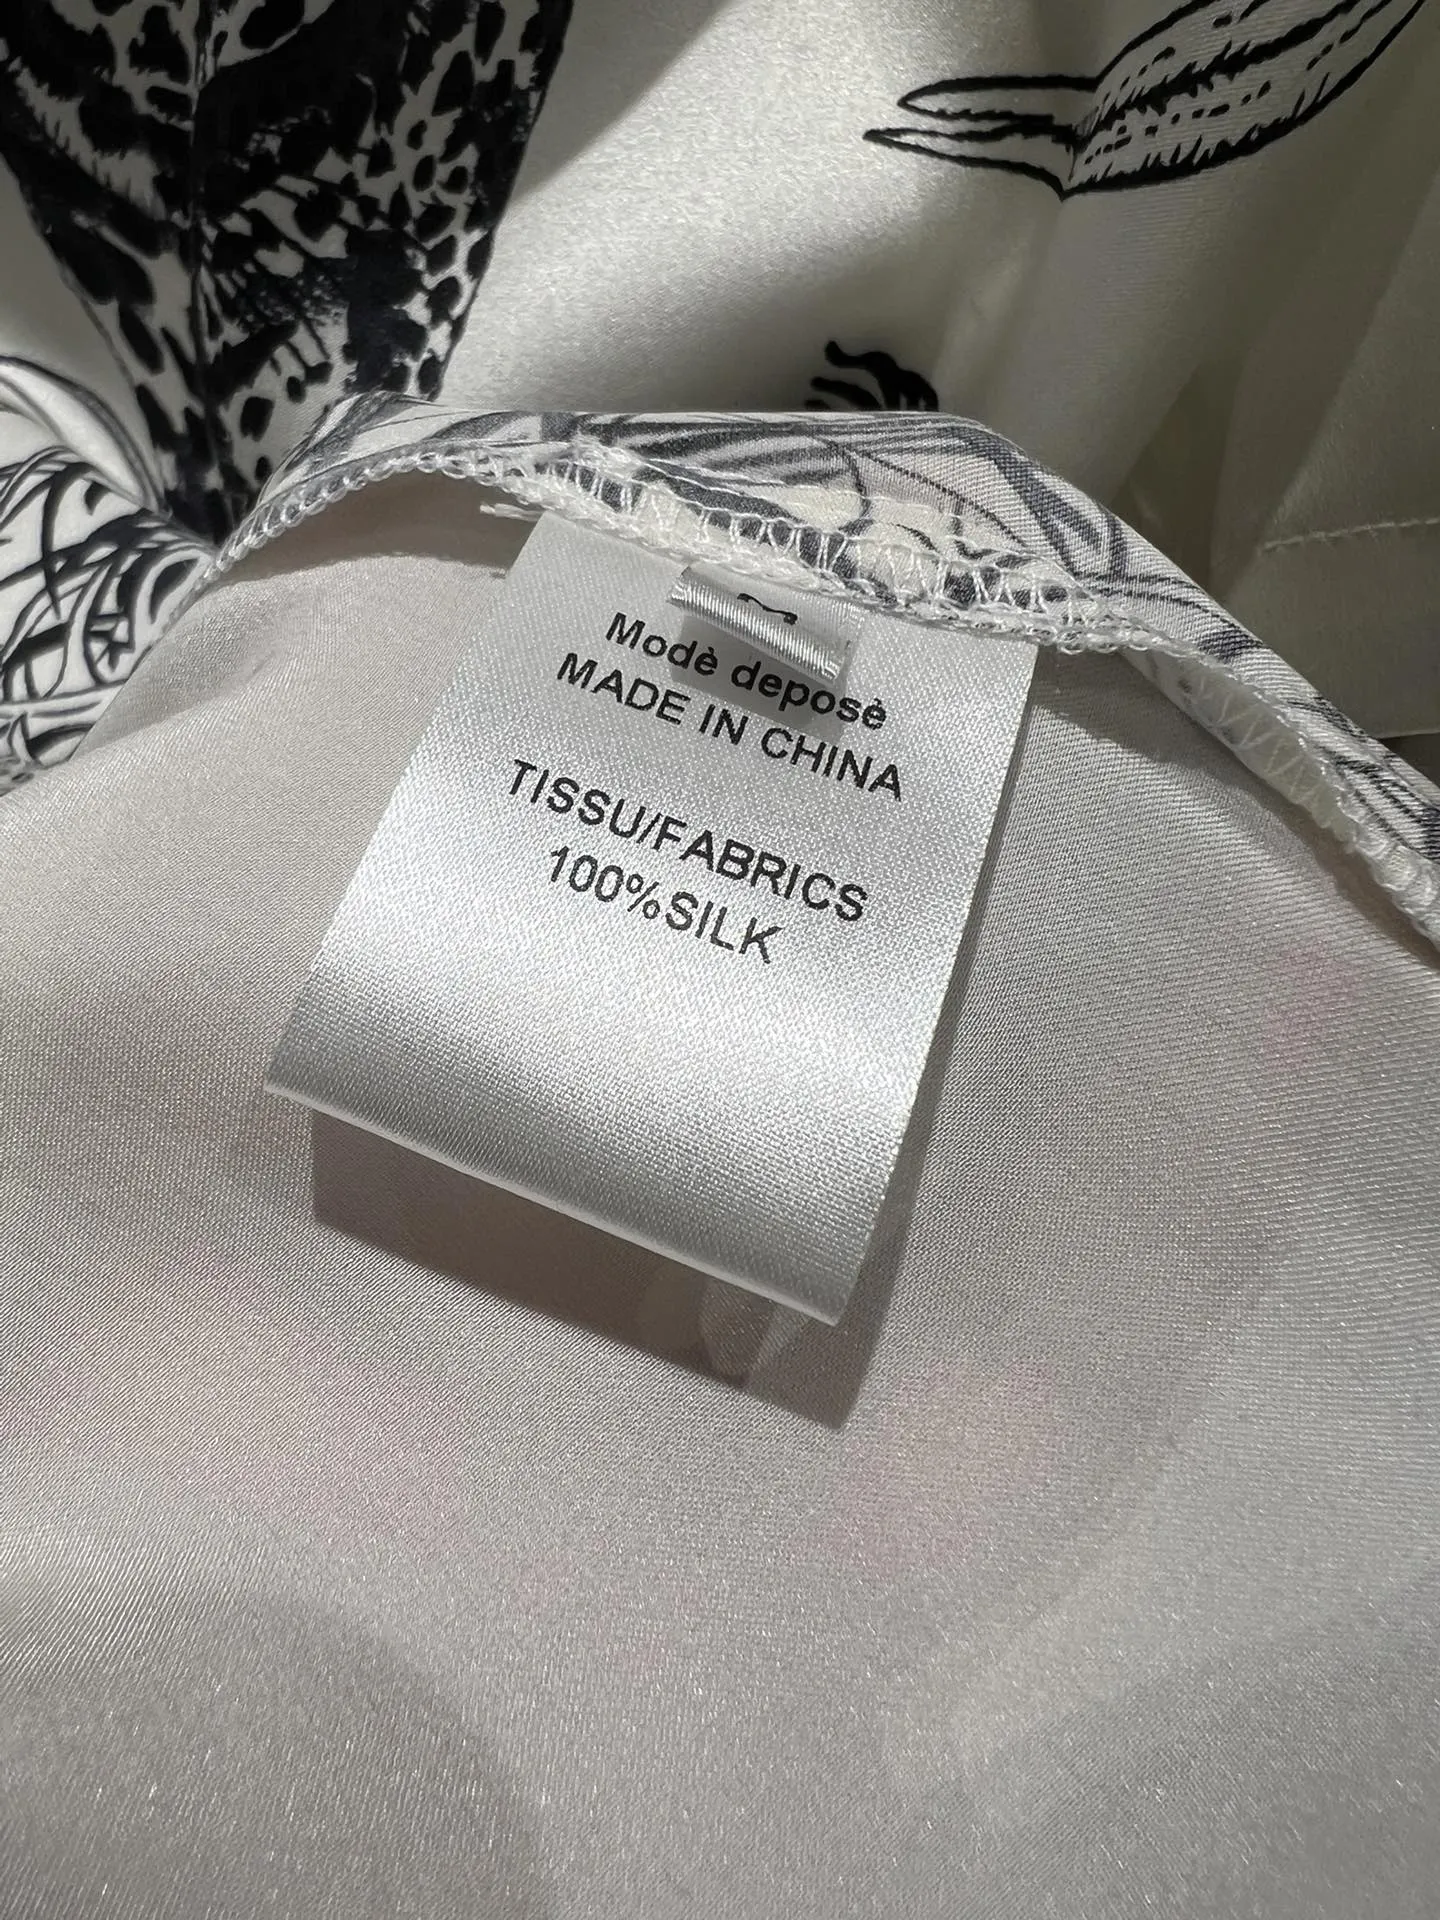 Modè deposè
MADE IN CHINA
TISSU/FABRICS
100%SILK